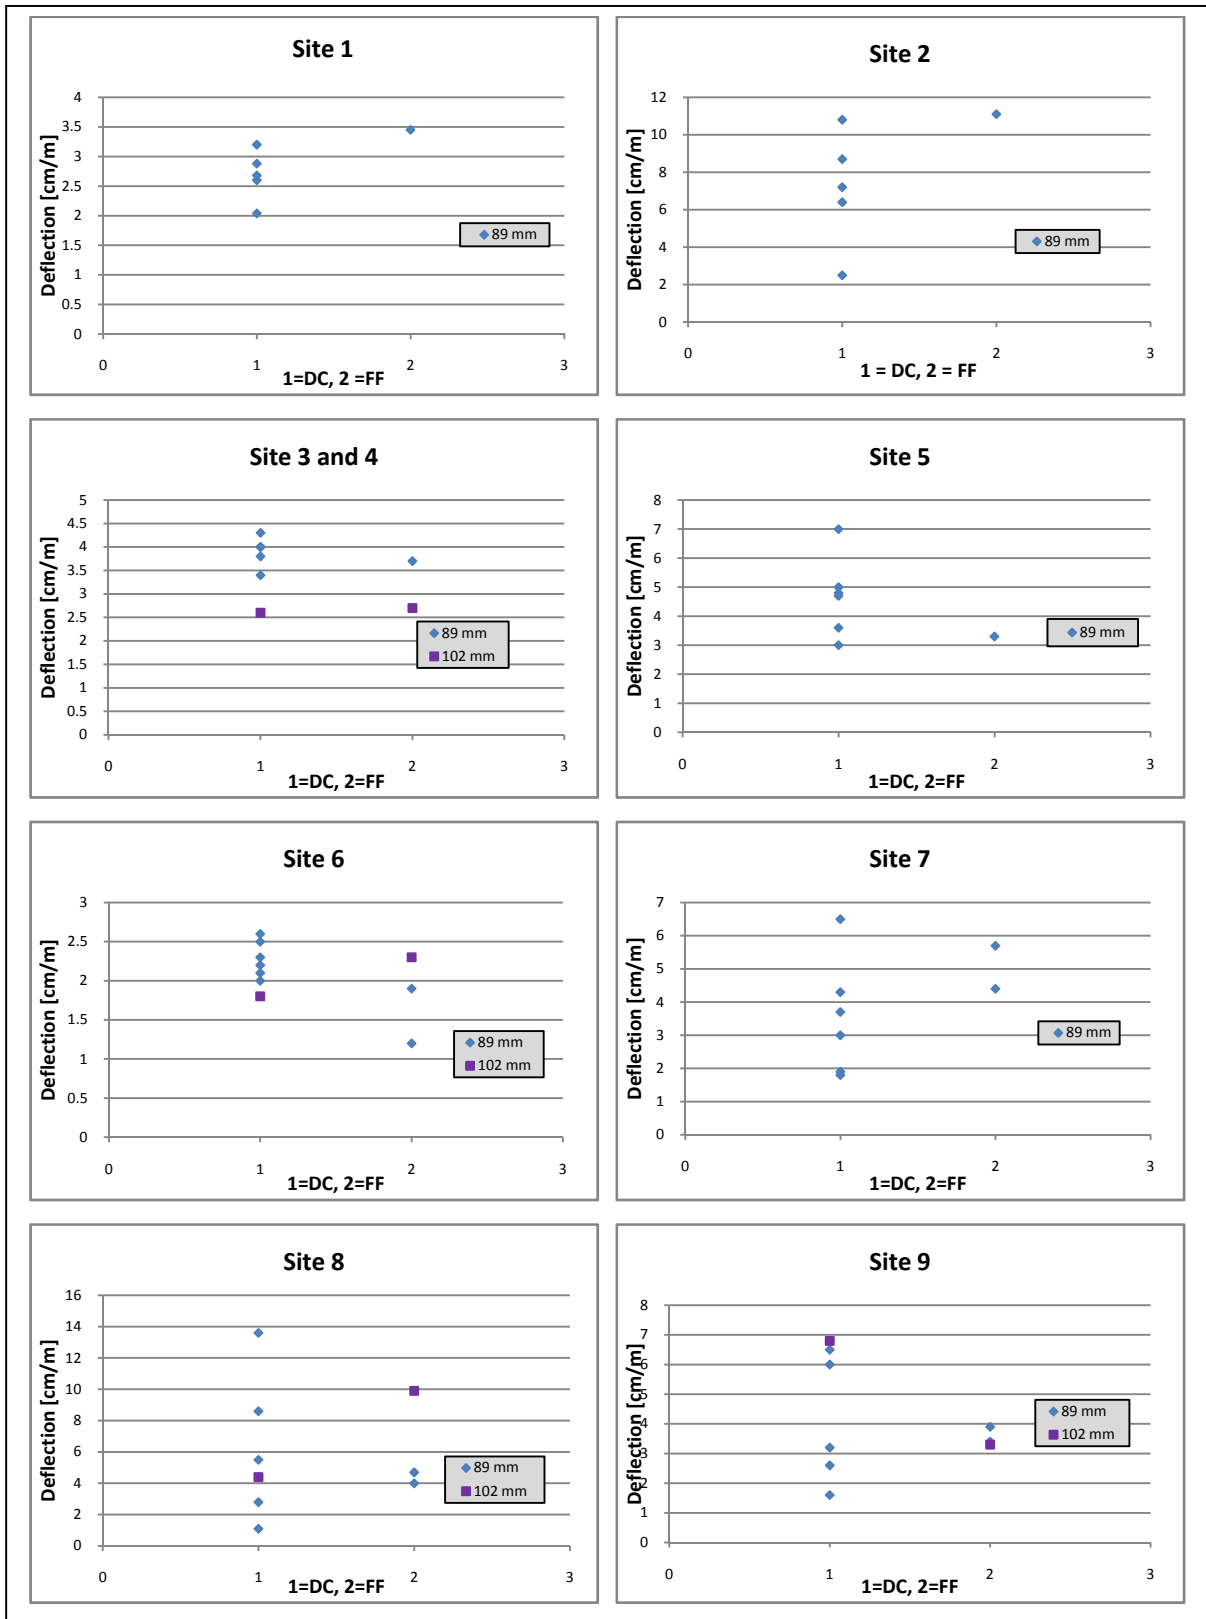 Site 1
Deflection [cm/m]
4
3.5
3
2.5
2
1.5
1
0.5
0
89 mm
0 1 2 3
1=DC, 2 =FF
Site 2
Deflection [cm/m]
12
10
8
6
4
2
0
89 mm
0 1 2 3
1 = DC, 2 = FF
Site 3 and 4
Deflection [cm/m]
5
4.5
4
3.5
3
2.5
2
1.5
1
0.5
0
89 mm
102 mm
0 1 2 3
1=DC, 2=FF
Site 5
Deflection [cm/m]
8
7
6
5
4
3
2
1
0
89 mm
0 1 2 3
1=DC, 2=FF
Site 6
Deflection [cm/m]
3
2.5
2
1.5
1
0.5
0
89 mm
102 mm
0 1 2 3
1=DC, 2=FF
Site 7
Deflection [cm/m]
7
6
5
4
3
2
1
0
89 mm
0 1 2 3
1=DC, 2=FF
Site 8
Deflection [cm/m]
16
14
12
10
8
6
4
2
0
89 mm
102 mm
0 1 2 3
1=DC, 2=FF
Site 9
Deflection [cm/m]
8
7
6
5
4
3
2
1
0
89 mm
102 mm
0 1 2 3
1=DC, 2=FF